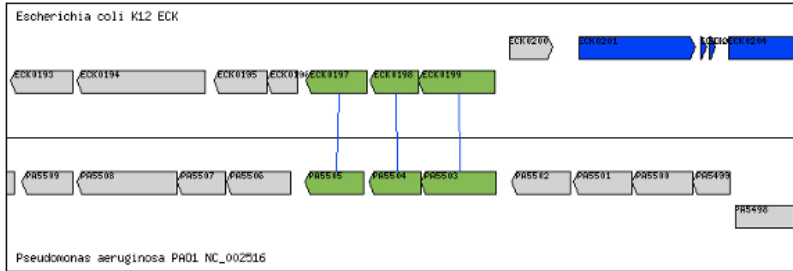 Escherichia coli K12 ECK
ECK0200 ECK0201 ECK0204
ECK0193 ECK0194 ECK0195 ECK0197 ECK0198 ECK0199
PA5509 PA5508 PA5507 PA5506 PA5505 PA5504 PA5503 PA5502 PA5501 PA5500 PA5499
PA5498
Pseudomonas aeruginosa PAO1 NC_002516